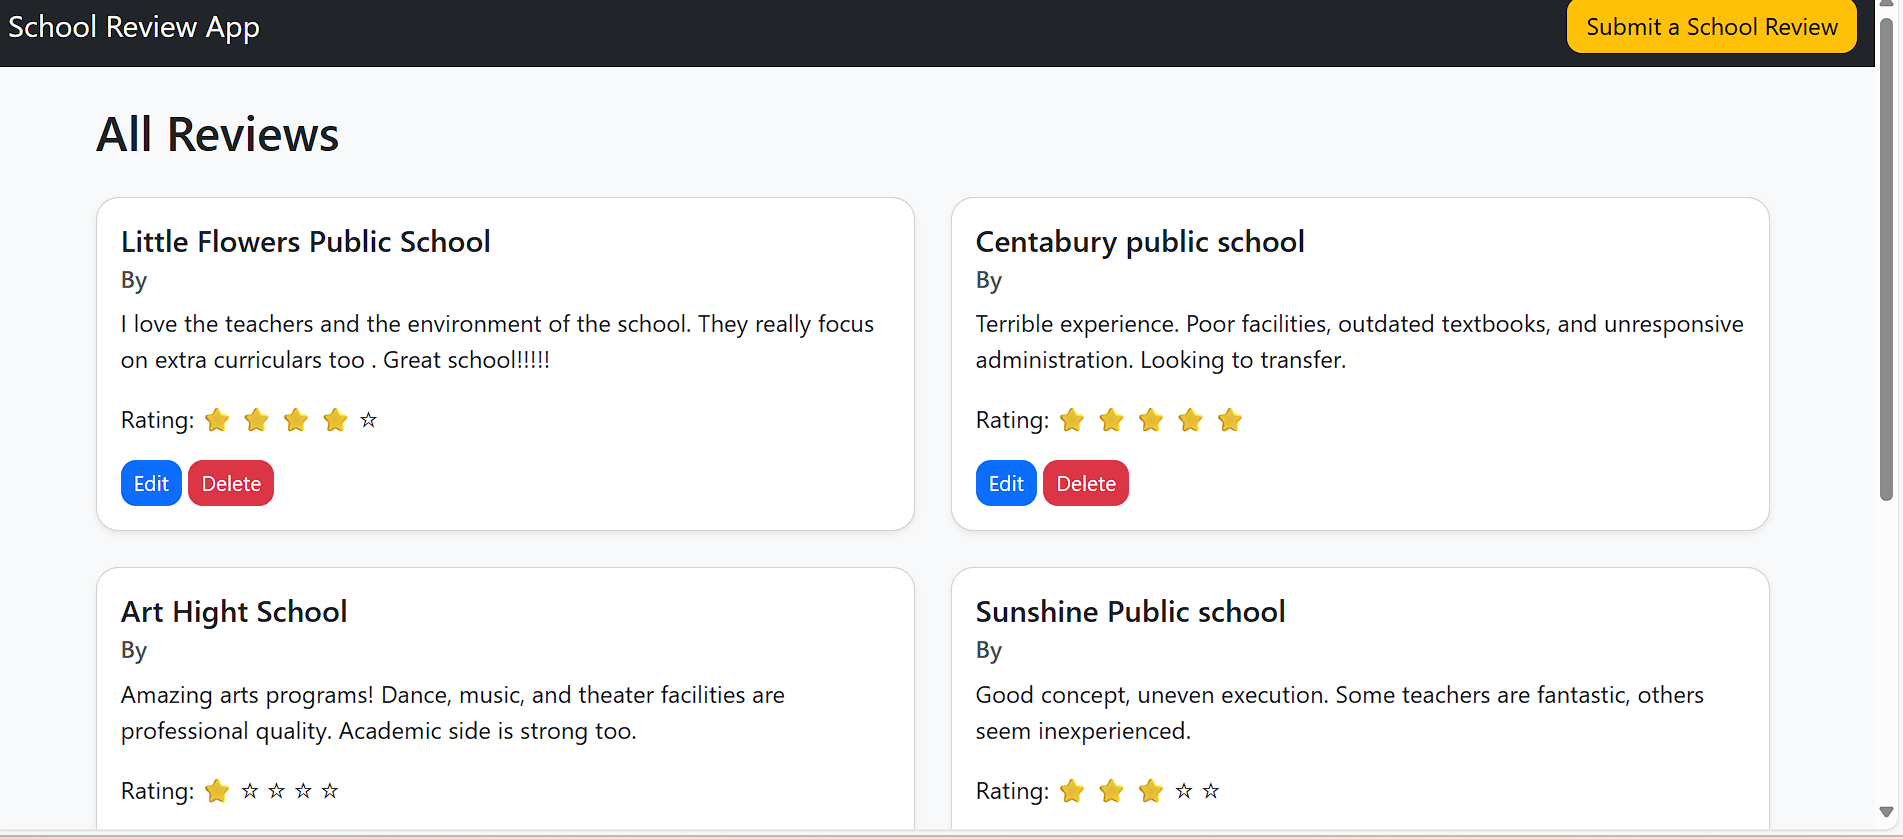 School Review App
Submit a School Review
All Reviews
Little Flowers Public School
By
I love the teachers and the environment of the school. They really focus
on extra curriculars too . Great school!!!!!
Rating: ⭐ ⭐ ⭐ ⭐ ☆
Edit Delete
Centabury public school
By
Terrible experience. Poor facilities, outdated textbooks, and unresponsive
administration. Looking to transfer.
Rating: ⭐ ⭐ ⭐ ⭐ ⭐
Edit Delete
Art Hight School
By
Amazing arts programs! Dance, music, and theater facilities are
professional quality. Academic side is strong too.
Rating: ⭐ ☆ ☆ ☆ ☆
Sunshine Public school
By
Good concept, uneven execution. Some teachers are fantastic, others
seem inexperienced.
Rating: ⭐ ⭐ ⭐ ☆ ☆